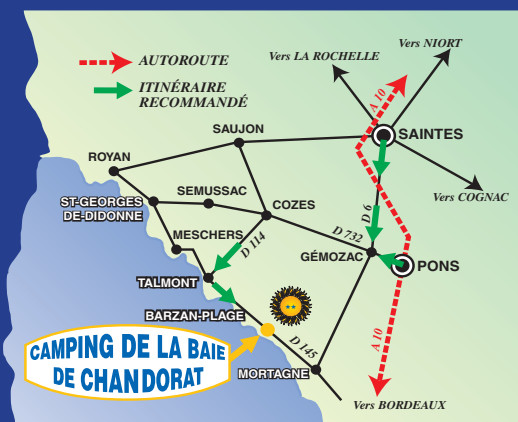 Vers NIORT
Vers LA ROCHELLE
AUTOROUTE
ITINÉRAIRE
RECOMMANDÉ
A 10
SAUJON
SAINTES
ROYAN
SEMUSSAC
Vers COGNAC
ST-GEORGES
DE-DIDONNE
COZES
D 6
MESCHERS
D 114
D 732
GÉMOZAC
PONS
TALMONT
BARZAN-PLAGE
CAMPING DE LA BAIE
DE CHANDORAT
D 145
A 10
MORTAGNE
Vers BORDEAUX